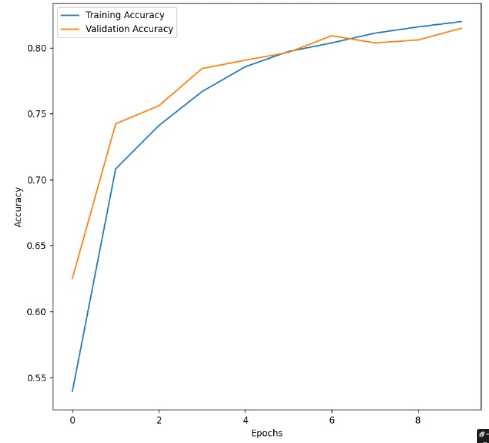 Training Accuracy
Validation Accuracy
0.80
0.75
0.70
0.65
0.60
0.55
Accuracy
0 2 4 6 8
Epochs